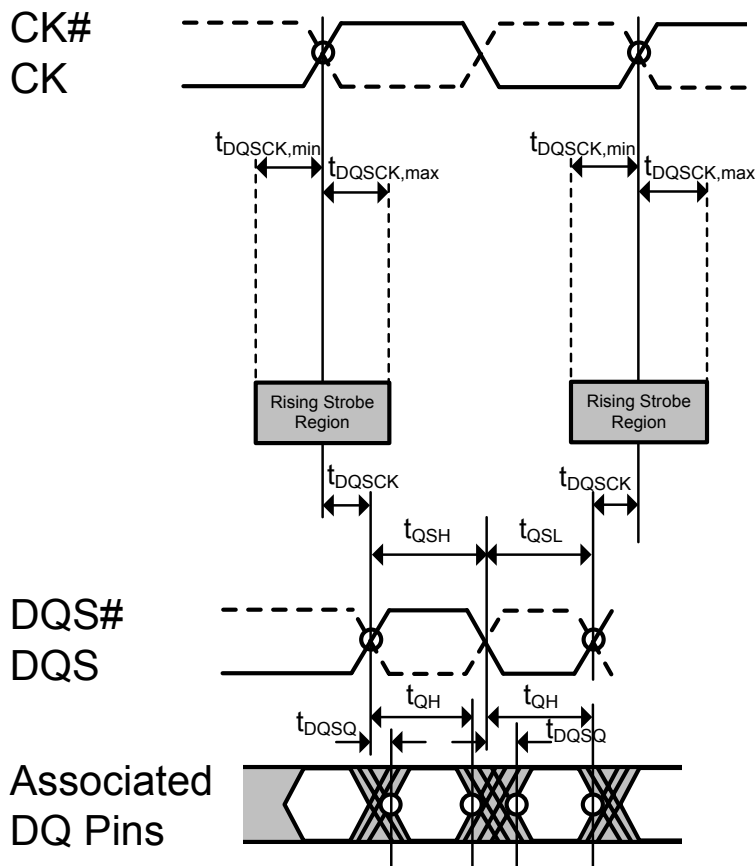 CK#
CK
tDQSCK,min
tDQSCK,max
tDQSCK,min
tDQSCK,max
Rising Strobe
Region
Rising Strobe
Region
tDQSCK
tDQSCK
tQSH
tQSL
DQS#
DQS
tQH
tQH
tDQSQ
tDQSQ
Associated
DQ Pins